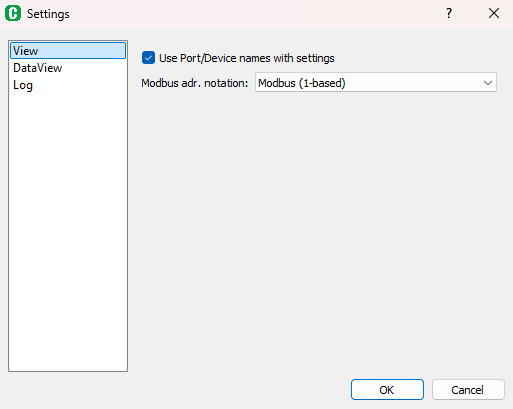 C Settings ?
View
DataView
Log
Use Port/Device names with settings
Modbus adr. notation: Modbus (1-based)
OK Cancel